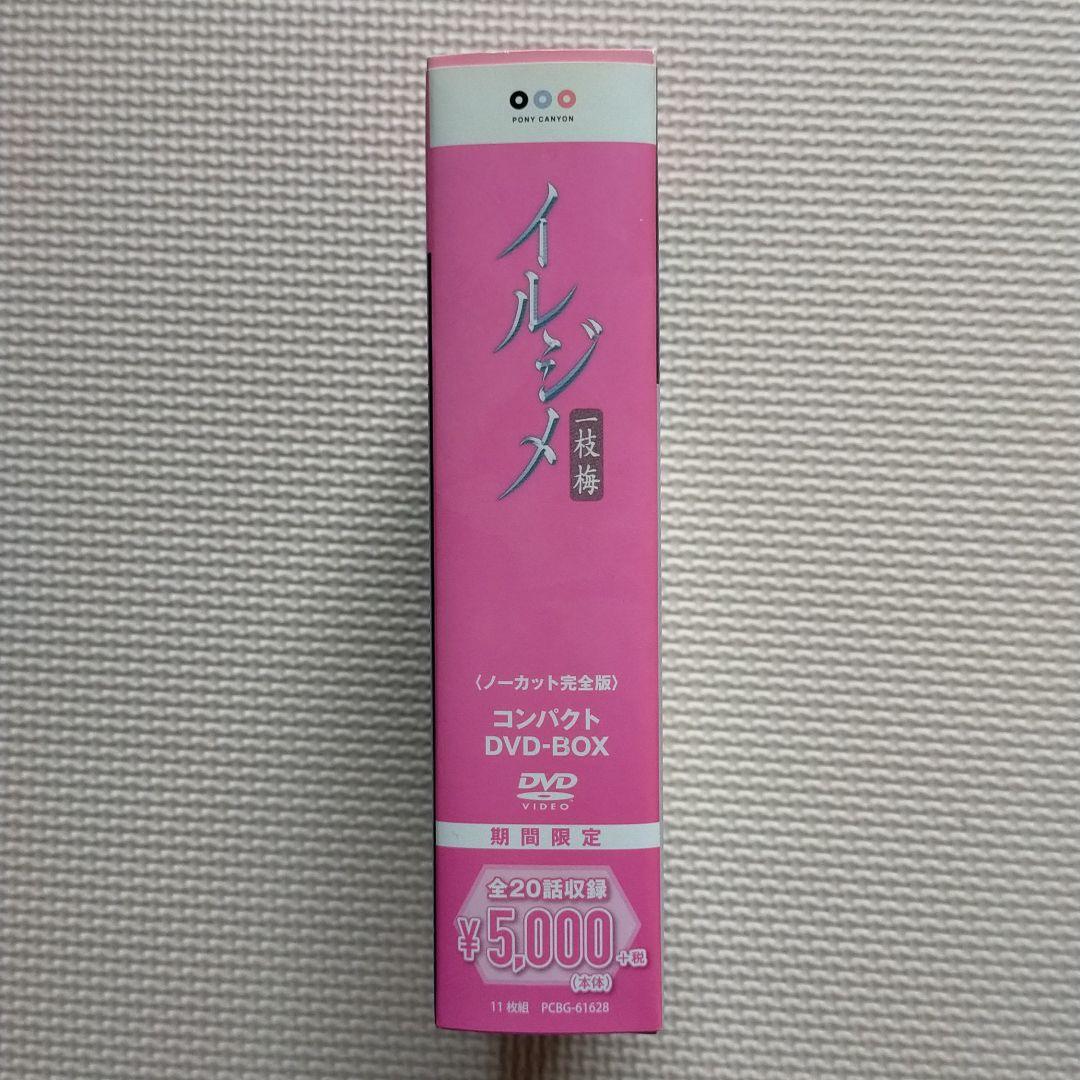 PONY CANYON
イルジメ
一枝梅
〈ノーカット完全版〉
コンパクト
DVD-BOX
DVD
VIDEO
期間限定
全20話収録
¥5,000+税
(本体)
11枚組 PCBG-61628